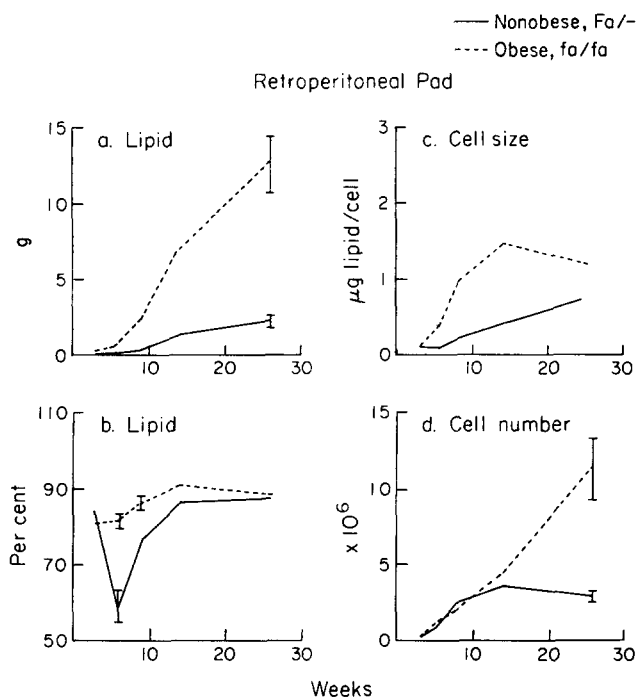 Nonobese, Fa/-
Obese, fa/fa
Retroperitoneal Pad
a. Lipid
15
10
5
0
g
10 20 30
c. Cell size
3
2
1
0
µg lipid/cell
10 20 30
b. Lipid
110
90
70
50
Per cent
10 20 30
d. Cell number
15
10
5
0
x 10⁶
10 20 30
Weeks